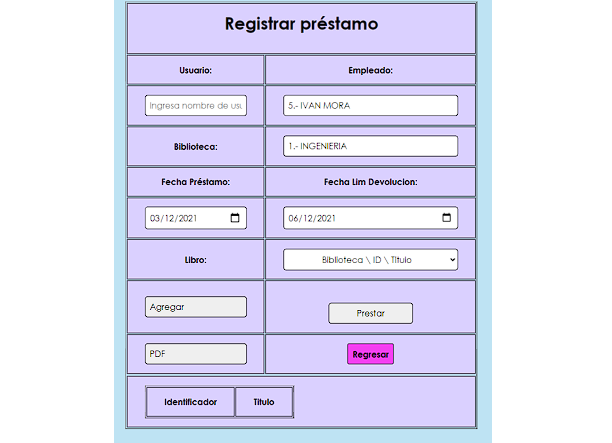 Registrar préstamo
Usuario: Empleado:
Ingresa nombre de usu 5.- IVAN MORA
Biblioteca: 1.- INGENIERIA
Fecha Préstamo: Fecha Lim Devolucion:
03/12/2021 06/12/2021
Libro: Biblioteca \ ID \ Titulo
Agregar Prestar
PDF Regresar
Identificador Titulo